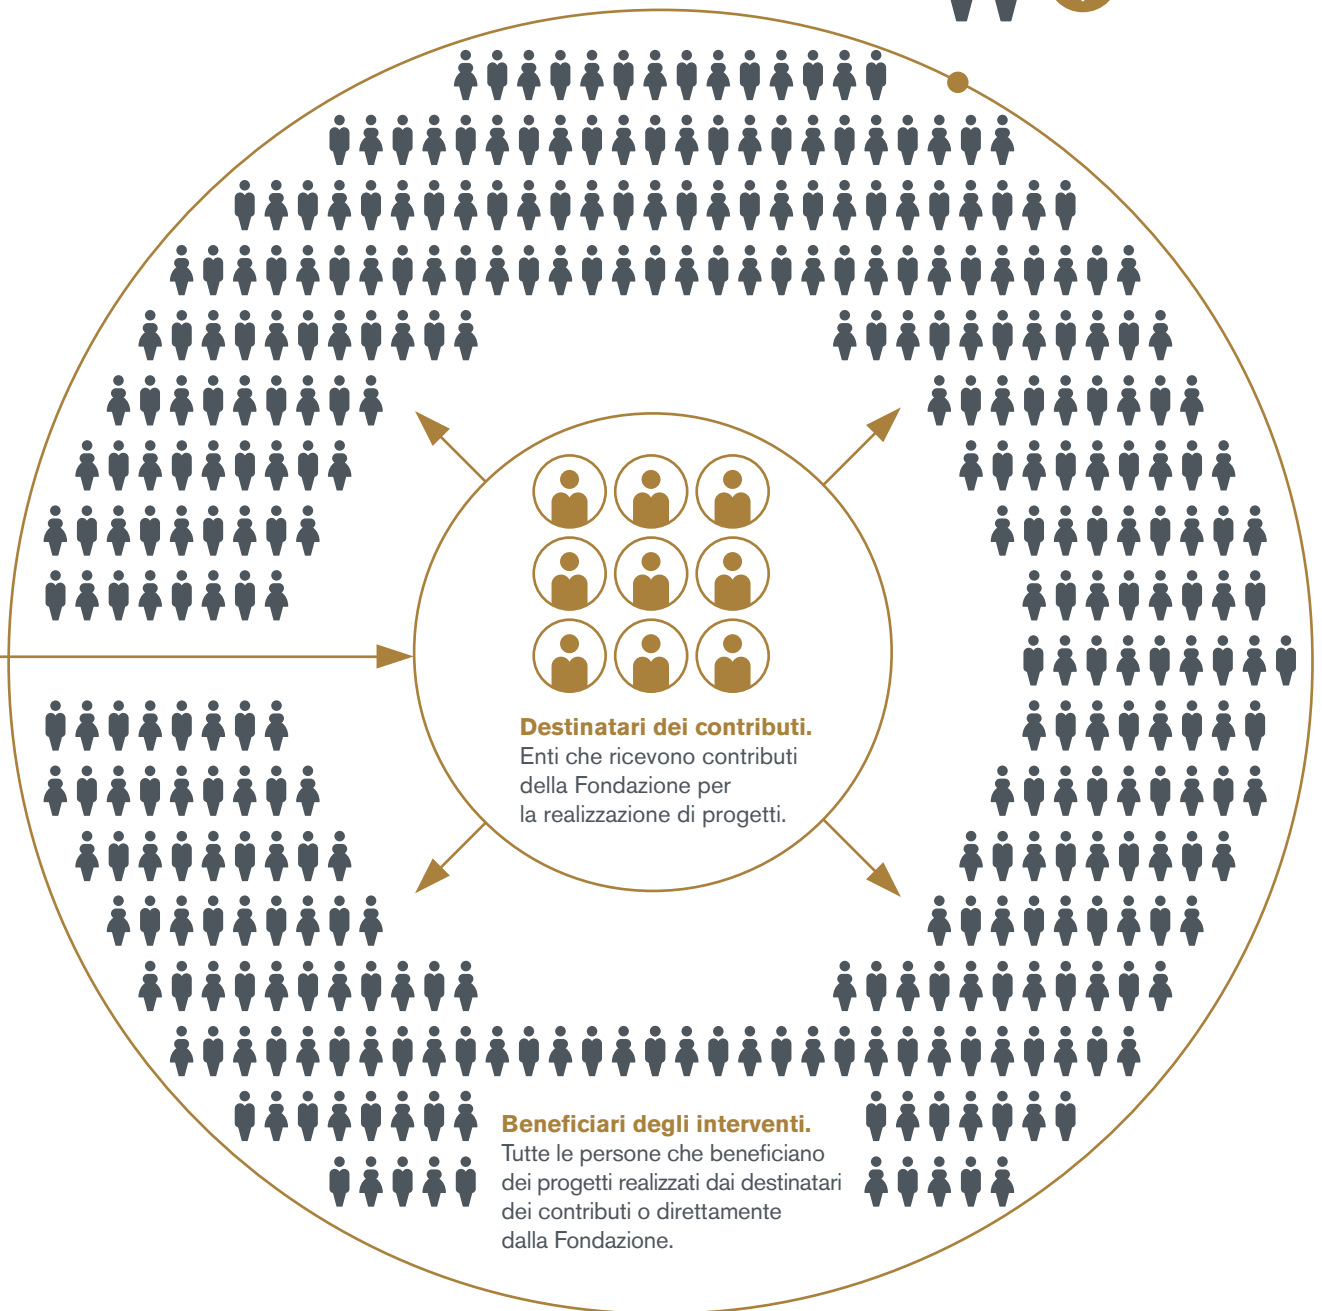 Destinatari dei contributi.
Enti che ricevono contributi
della Fondazione per
la realizzazione di progetti.
Beneficiari degli interventi.
Tutte le persone che beneficiano
dei progetti realizzati dai destinatari
dei contributi o direttamente
dalla Fondazione.